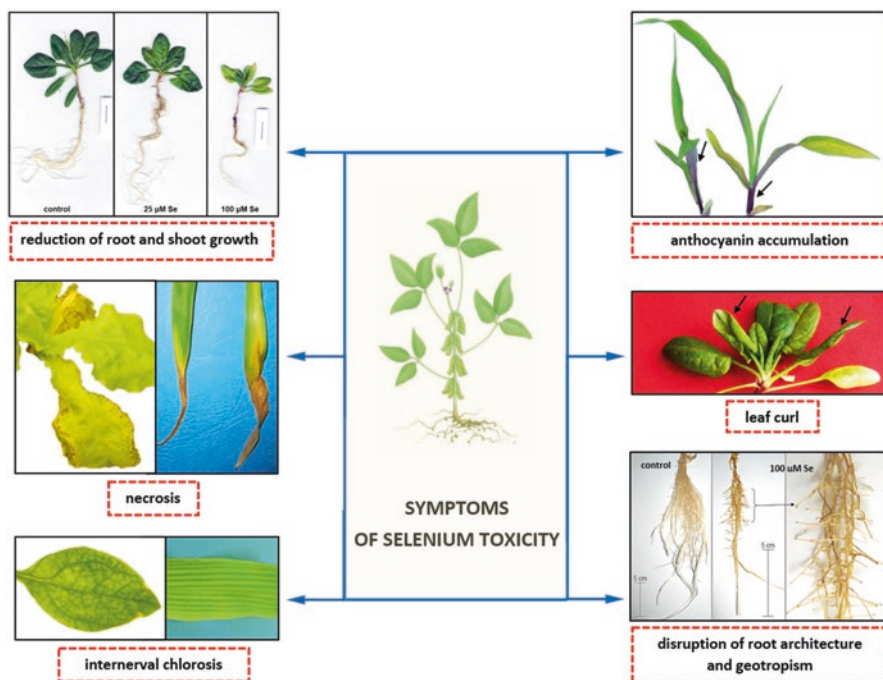 control
25 µM Se
100 µM Se
reduction of root and shoot growth
anthocyanin accumulation
necrosis
leaf curl
internerval chlorosis
control
100 uM Se
5 cm
5 cm
disruption of root architecture
and geotropism
SYMPTOMS
OF SELENIUM TOXICITY